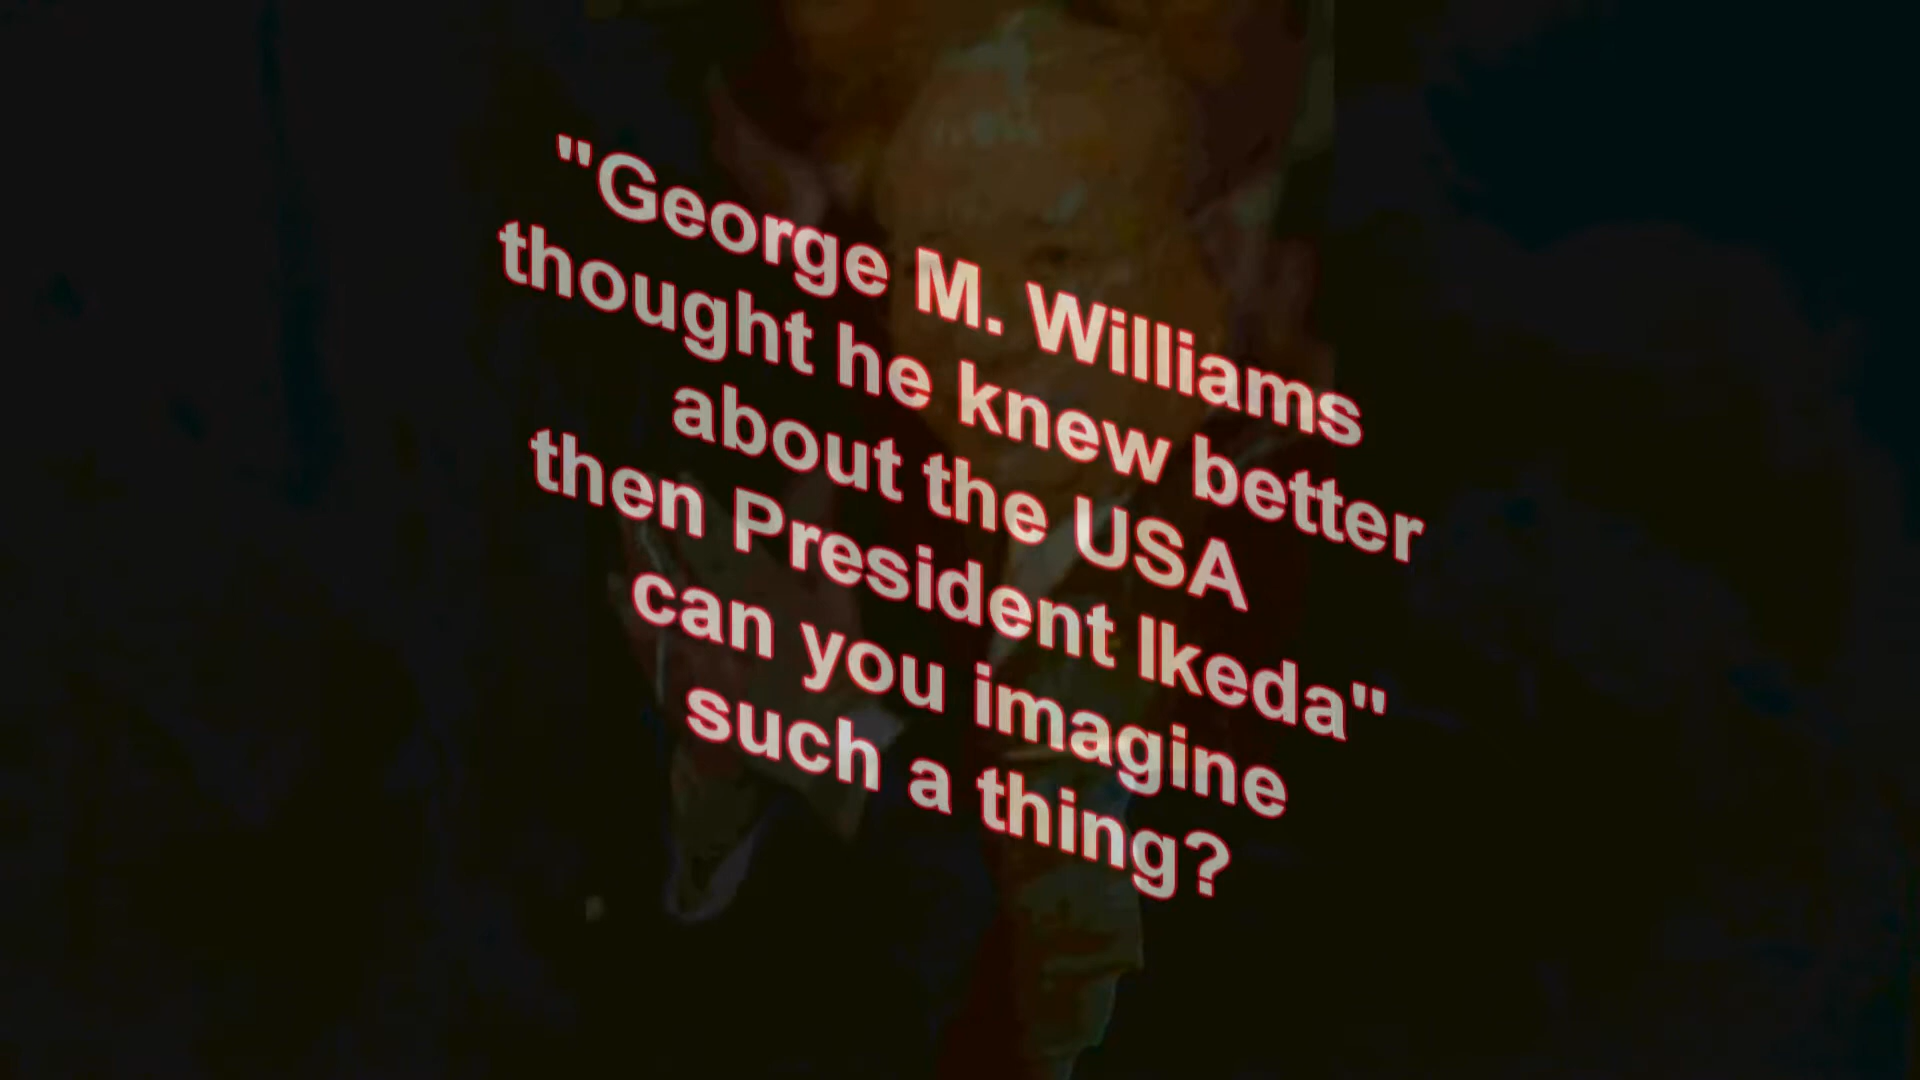 "George M. Williams
thought he knew better
about the USA
then President Ikeda"
can you imagine
such a thing?